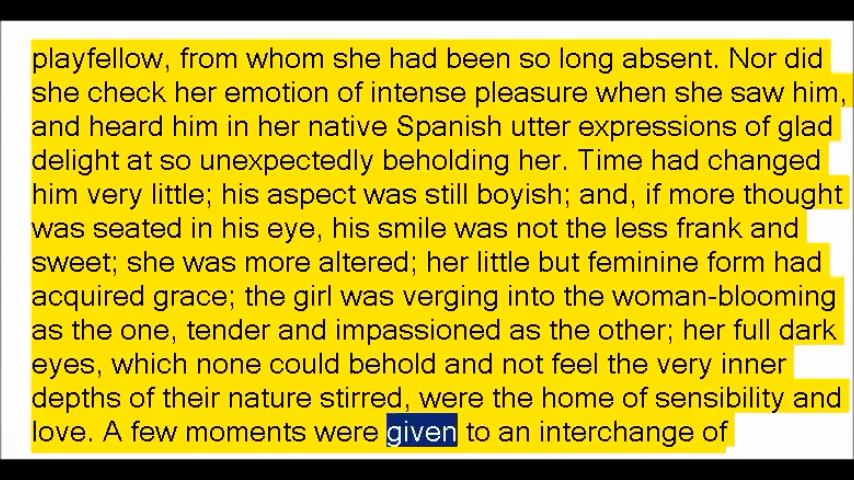 playfellow, from whom she had been so long absent. Nor did
she check her emotion of intense pleasure when she saw him,
and heard him in her native Spanish utter expressions of glad
delight at so unexpectedly beholding her. Time had changed
him very little; his aspect was still boyish; and, if more thought
was seated in his eye, his smile was not the less frank and
sweet; she was more altered; her little but feminine form had
acquired grace; the girl was verging into the woman-blooming
as the one, tender and impassioned as the other; her full dark
eyes, which none could behold and not feel the very inner
depths of their nature stirred, were the home of sensibility and
love. A few moments were given to an interchange of